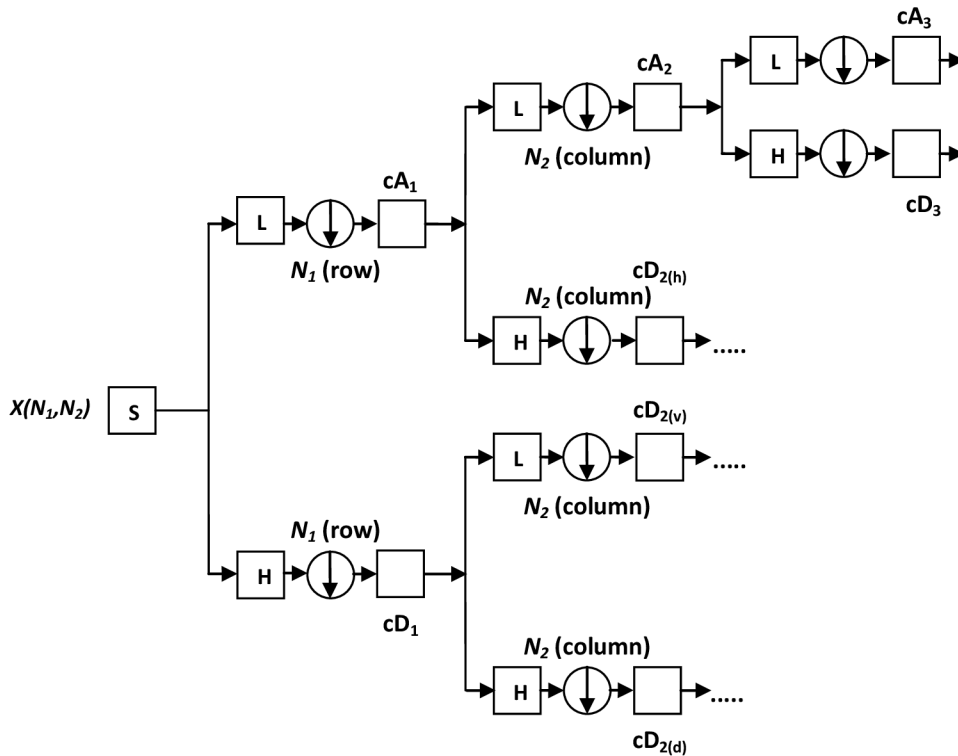 cA₃
L
cA₂
L
N₂ (column)
H
cD₃
cA₁
L
N₁ (row)
cD₂₍ₕ₎
N₂ (column)
H
.....
X(N₁,N₂)
S
cD₂₍ᵥ₎
L
.....
N₂ (column)
N₁ (row)
H
cD₁
N₂ (column)
H
.....
cD₂₍d₎